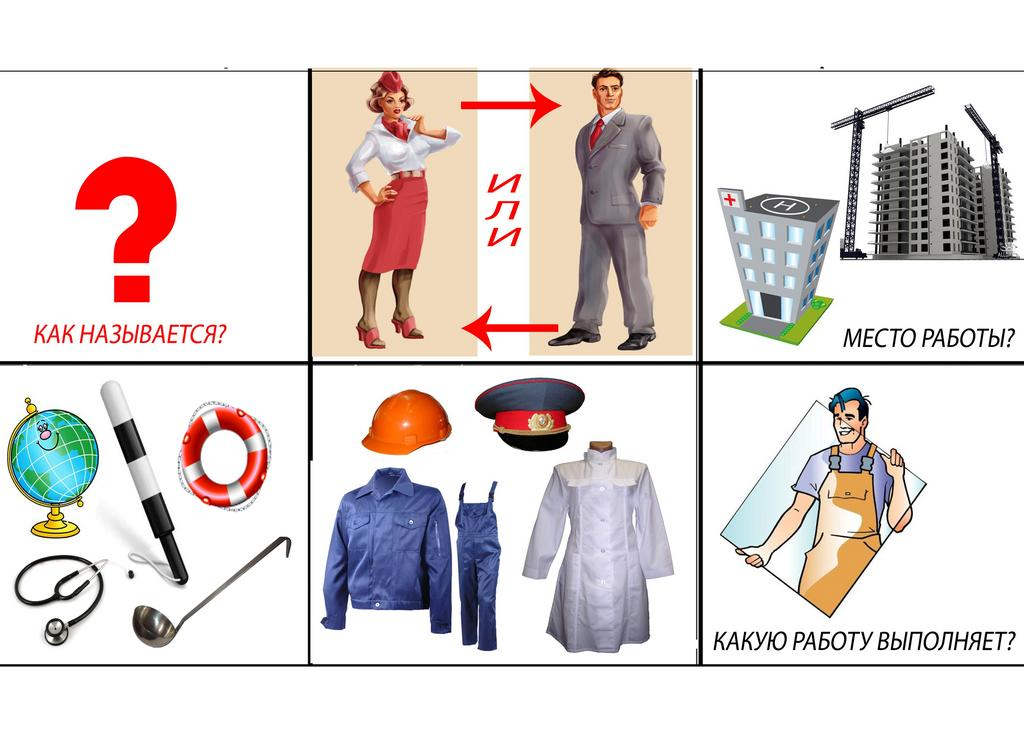 КАК НАЗЫВАЕТСЯ?
ИЛИ
H
МЕСТО РАБОТЫ?
КАКУЮ РАБОТУ ВЫПОЛНЯЕТ?